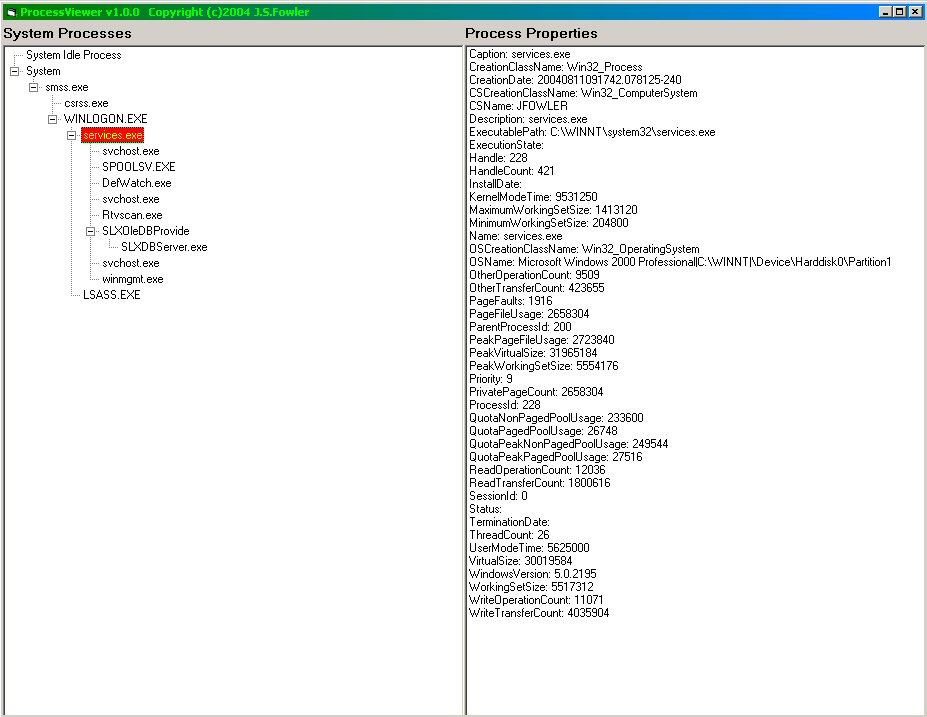 ProcessViewer v1.0.0 Copyright (c)2004 J.S.Fowler
System Processes
System Idle Process
System
smss.exe
csrss.exe
WINLOGON.EXE
services.exe
svchost.exe
SPOOLSV.EXE
DefWatch.exe
svchost.exe
Rtvscan.exe
SLXOleDBProvide
SLXDBServer.exe
svchost.exe
winmgmt.exe
LSASS.EXE
Process Properties
Caption: services.exe
CreationClassName: Win32_Process
CreationDate: 20040811091742.078125-240
CSCreationClassName: Win32_ComputerSystem
CSName: JFOWLER
Description: services.exe
ExecutablePath: C:\WINNT\system32\services.exe
ExecutionState:
Handle: 228
HandleCount: 421
InstallDate:
KernelModeTime: 9531250
MaximumWorkingSetSize: 1413120
MinimumWorkingSetSize: 204800
Name: services.exe
OSCreationClassName: Win32_OperatingSystem
OSName: Microsoft Windows 2000 Professional|C:\WINNT|\Device\Harddisk0\Partition1
OtherOperationCount: 9509
OtherTransferCount: 423655
PageFaults: 1916
PageFileUsage: 2658304
ParentProcessId: 200
PeakPageFileUsage: 2723840
PeakVirtualSize: 31965184
PeakWorkingSetSize: 5554176
Priority: 9
PrivatePageCount: 2658304
ProcessId: 228
QuotaNonPagedPoolUsage: 233600
QuotaPagedPoolUsage: 26748
QuotaPeakNonPagedPoolUsage: 249544
QuotaPeakPagedPoolUsage: 27516
ReadOperationCount: 12036
ReadTransferCount: 1800616
SessionId: 0
Status:
TerminationDate:
ThreadCount: 26
UserModeTime: 5625000
VirtualSize: 30019584
WindowsVersion: 5.0.2195
WorkingSetSize: 5517312
WriteOperationCount: 11071
WriteTransferCount: 4035904